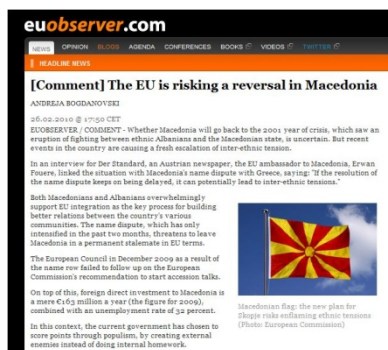 euobserver.com
NEWS OPINION BLOGS AGENDA CONFERENCES BOOKS VIDEOS TWITTER
HEADLINE NEWS
[Comment] The EU is risking a reversal in Macedonia
ANDREJA BOGDANOVSKI
26.02.2010 @ 17:50 CET
EUOBSERVER / COMMENT - Whether Macedonia will go back to the 2001 year of crisis, which saw an
eruption of fighting between ethnic Albanians and the Macedonian state, is uncertain. But recent
events in the country are causing a fresh escalation of inter-ethnic tension.
In an interview for Der Standard, an Austrian newspaper, the EU ambassador to Macedonia, Erwan
Fouere, linked the situation with Macedonia's name dispute with Greece, saying: "If the resolution of
the name dispute keeps on being delayed, it can potentially lead to inter-ethnic tensions."
Both Macedonians and Albanians overwhelmingly
support EU integration as the key process for building
better relations between the country's various
communities. The name dispute, which has only
intensified in the past two months, threatens to leave
Macedonia in a permanent stalemate in EU terms.
The European Council in December 2009 as a result of
the name row failed to follow up on the European
Commission's recommendation to start accession talks.
On top of this, foreign direct investment to Macedonia is
a mere €163 million a year (the figure for 2009),
combined with an unemployment rate of 32 percent.
In this context, the current government has chosen to
score points through populism, by creating external
enemies instead of doing internal homework.
Macedonian flag: the new plan for
Skopje risks enflaming ethnic tensions
(Photo: European Commission)